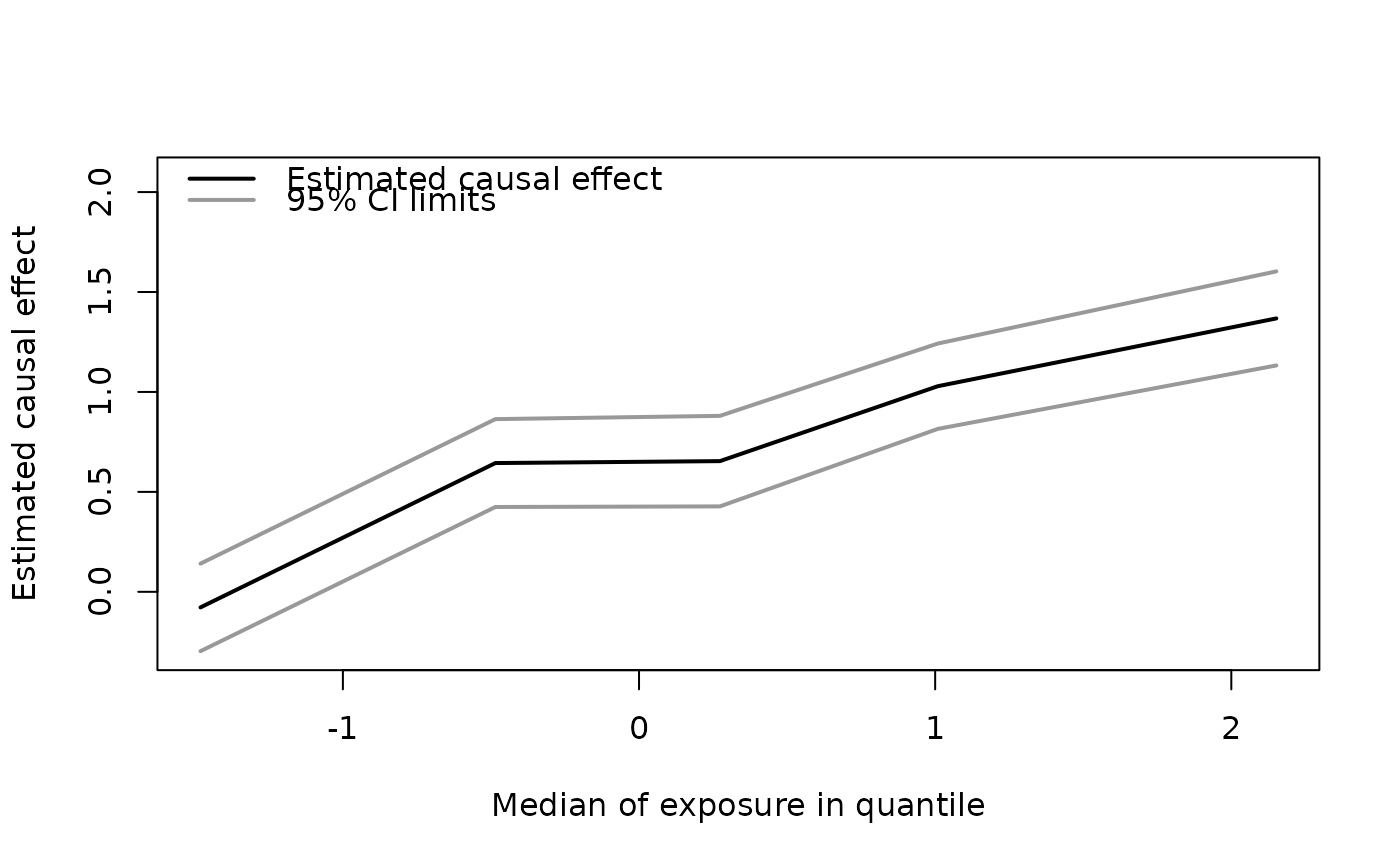 Estimated causal effect
95% CI limits
Estimated causal effect
2.0
1.5
1.0
0.5
0.0
-1
0
1
2
Median of exposure in quantile